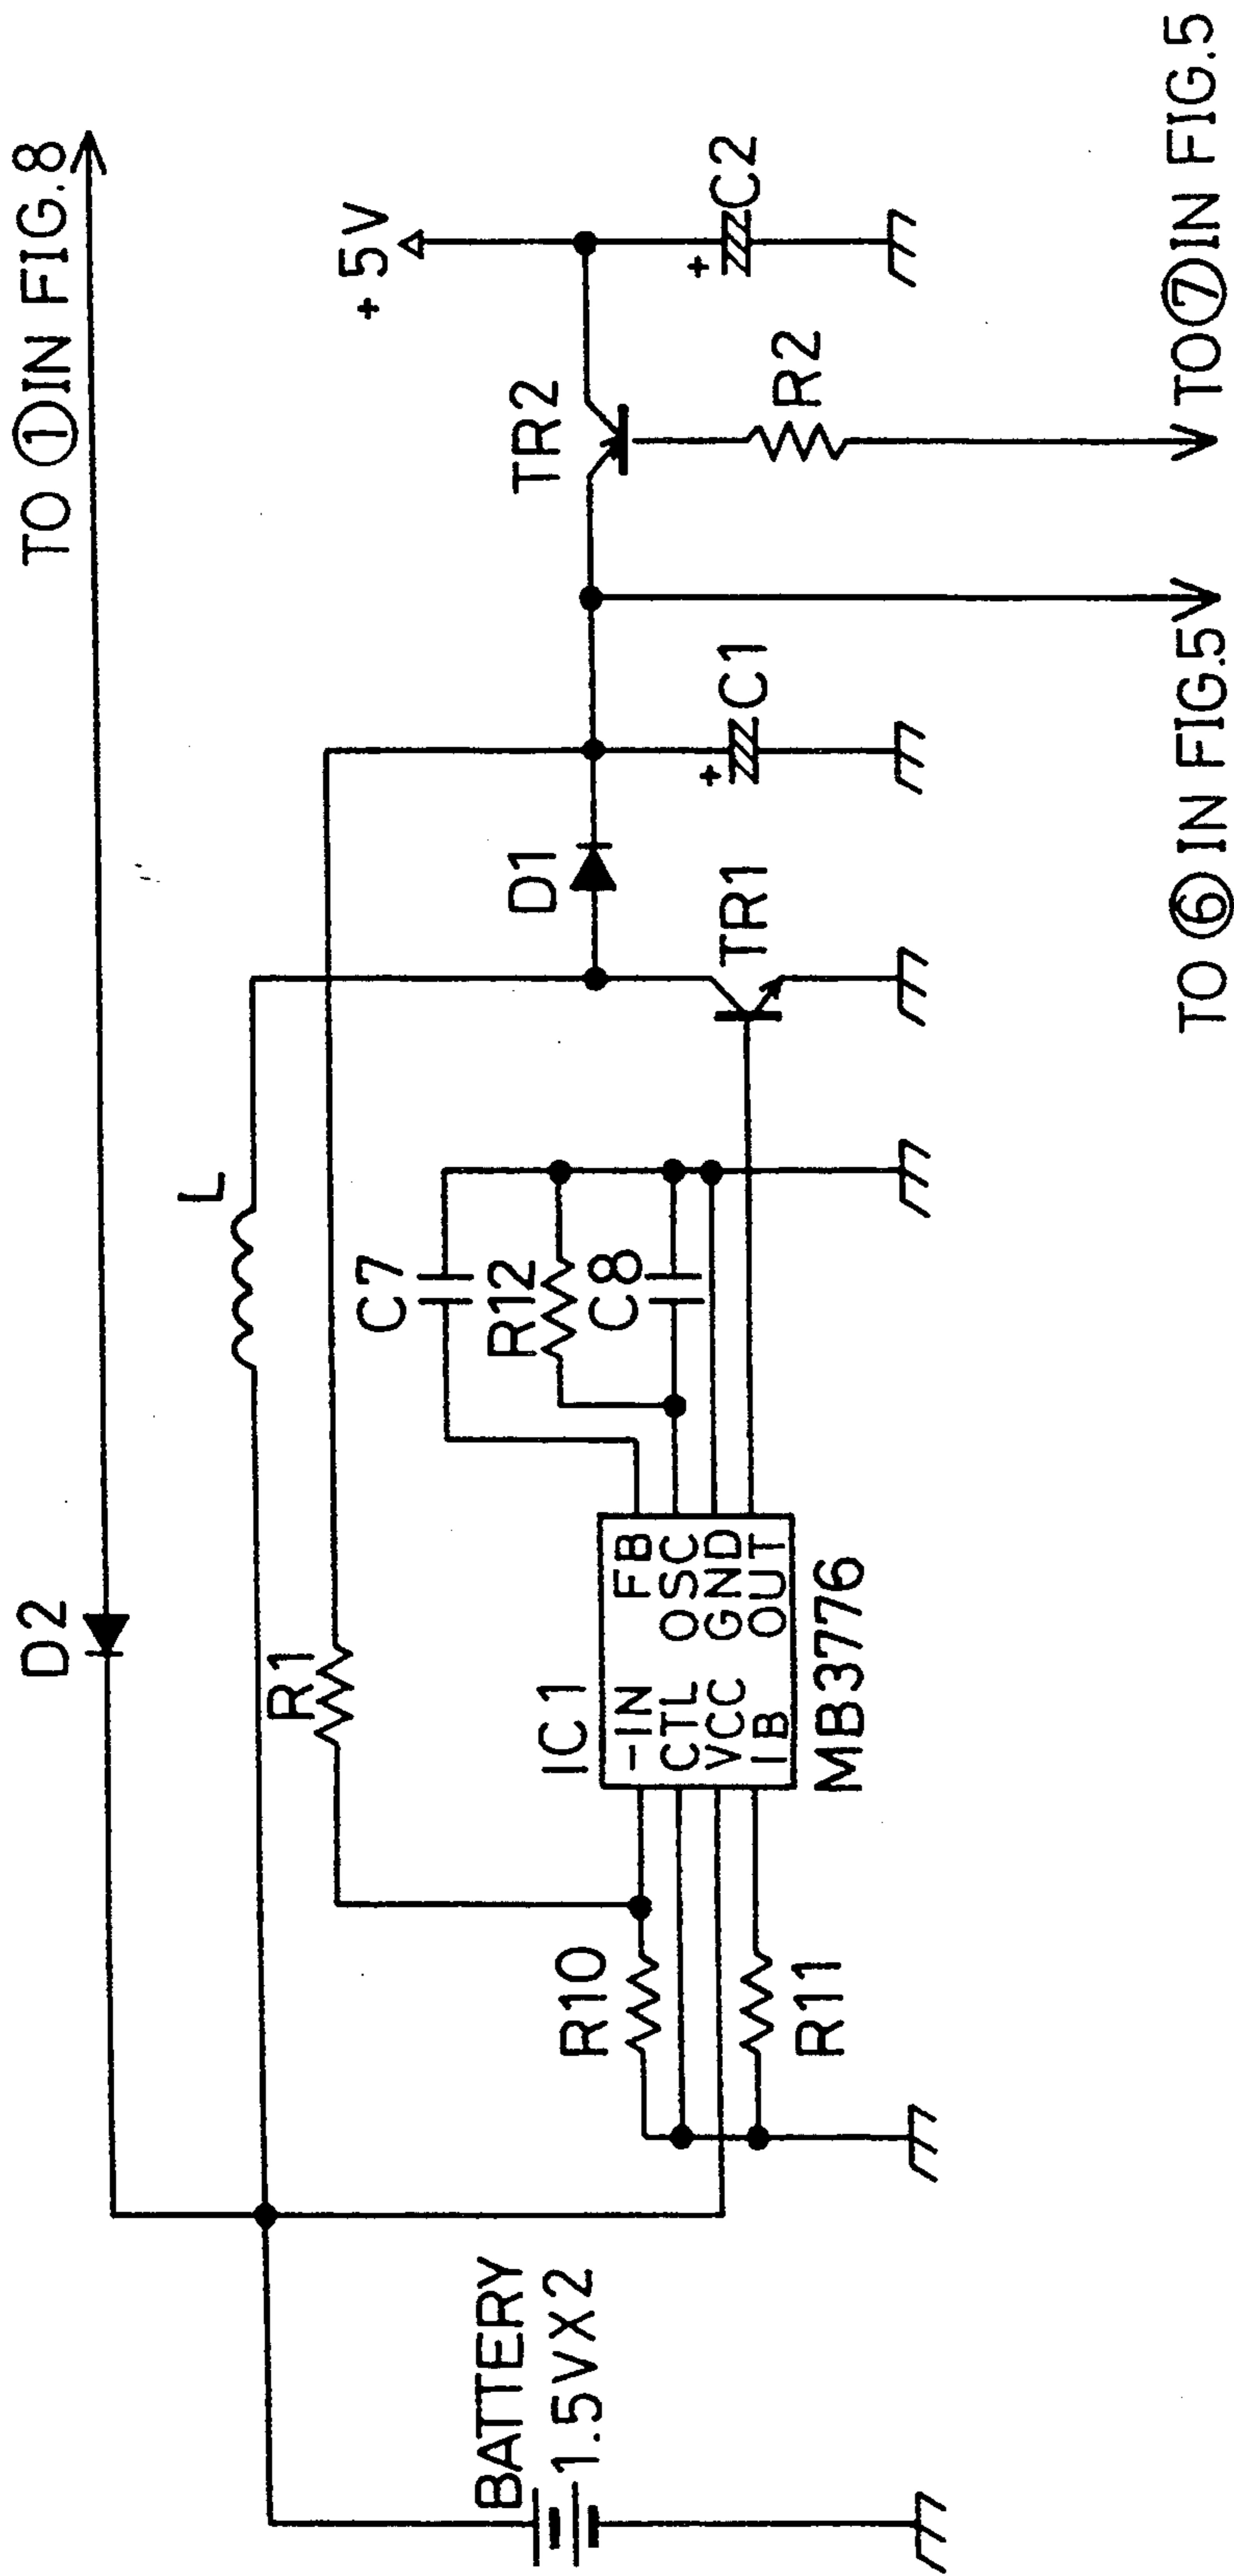 TO ① IN FIG.8
D2
L
+5V
R1
C7
R12
C8
IC1
-IN FB
CTL OSC
VCC GND
IB OUT
MB3776
R10
R11
BATTERY
1.5VX2
D1
TR1
C1
TR2
R2
C2
TO ⑥ IN FIG.5
TO ⑦ IN FIG.5